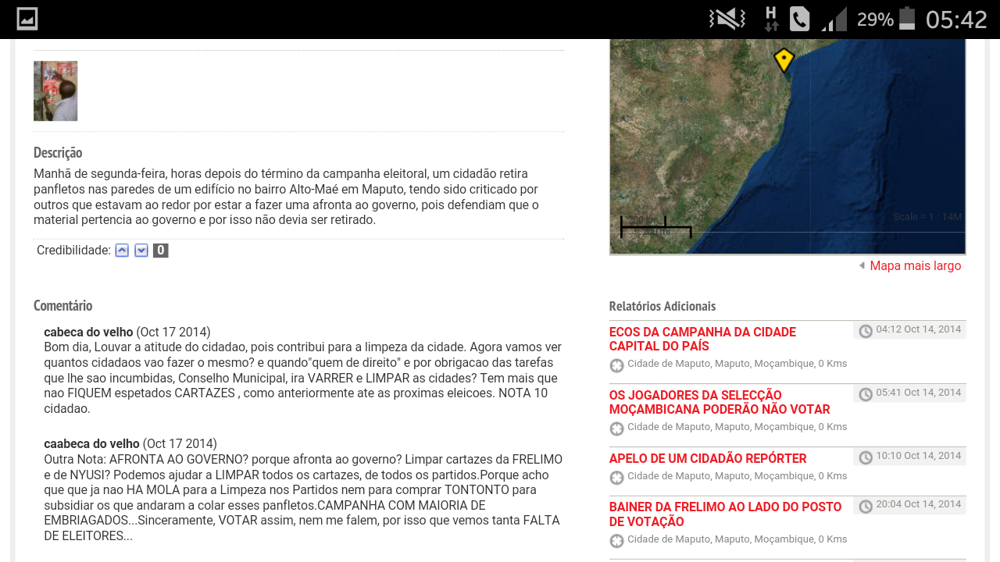 H 29% 05:42
Descrição
Manhã de segunda-feira, horas depois do término da campanha eleitoral, um cidadão retira
panfletos nas paredes de um edifício no bairro Alto-Maé em Maputo, tendo sido criticado por
outros que estavam ao redor por estar a fazer uma afronta ao governo, pois defendiam que o
material pertencia ao governo e por isso não devia ser retirado.
Credibilidade: 0
Comentário
cabeca do velho (Oct 17 2014)
Bom dia, Louvar a atitude do cidadao, pois contribui para a limpeza da cidade. Agora vamos ver
quantos cidadaos vao fazer o mesmo? e quando"quem de direito" e por obrigacao das tarefas
que lhe sao incumbidas, Conselho Municipal, ira VARRER e LIMPAR as cidades? Tem mais que
nao FIQUEM espetados CARTAZES , como anteriormente ate as proximas eleicoes. NOTA 10
cidadao.
caabeca do velho (Oct 17 2014)
Outra Nota: AFRONTA AO GOVERNO? porque afronta ao governo? Limpar cartazes da FRELIMO
e de NYUSI? Podemos ajudar a LIMPAR todos os cartazes, de todos os partidos.Porque acho
que que ja nao HA MOLA para a Limpeza nos Partidos nem para comprar TONTONTO para
subsidiar os que andaram a colar esses panfletos.CAMPANHA COM MAIORIA DE
EMBRIAGADOS...Sinceramente, VOTAR assim, nem me falem, por isso que vemos tanta FALTA
DE ELEITORES...
200 km
200 mi
Scale = 1 : 14M
Mapa mais largo
Relatórios Adicionais
ECOS DA CAMPANHA DA CIDADE
CAPITAL DO PAÍS
04:12 Oct 14, 2014
Cidade de Maputo, Maputo, Moçambique, 0 Kms
OS JOGADORES DA SELECÇÃO
MOÇAMBICANA PODERÃO NÃO VOTAR
05:41 Oct 14, 2014
Cidade de Maputo, Maputo, Moçambique, 0 Kms
APELO DE UM CIDADÃO REPÓRTER
10:10 Oct 14, 2014
Cidade de Maputo, Maputo, Moçambique, 0 Kms
BAINER DA FRELIMO AO LADO DO POSTO
DE VOTAÇÃO
20:04 Oct 14, 2014
Cidade de Maputo, Maputo, Moçambique, 0 Kms